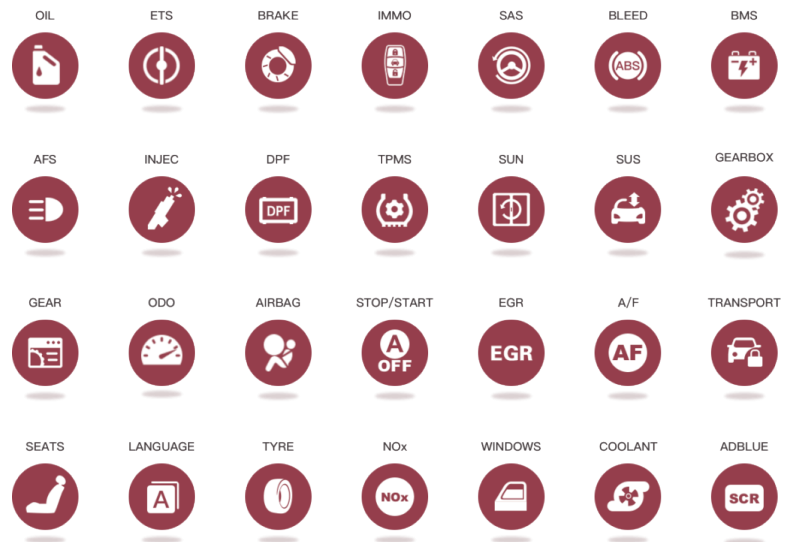 OIL ETS BRAKE IMMO SAS BLEED BMS
ABS
AFS INJEC DPF TPMS SUN SUS GEARBOX
DPF
GEAR ODO AIRBAG STOP/START EGR A/F TRANSPORT
A OFF EGR AF
SEATS LANGUAGE TYRE NOx WINDOWS COOLANT ADBLUE
A NOx SCR